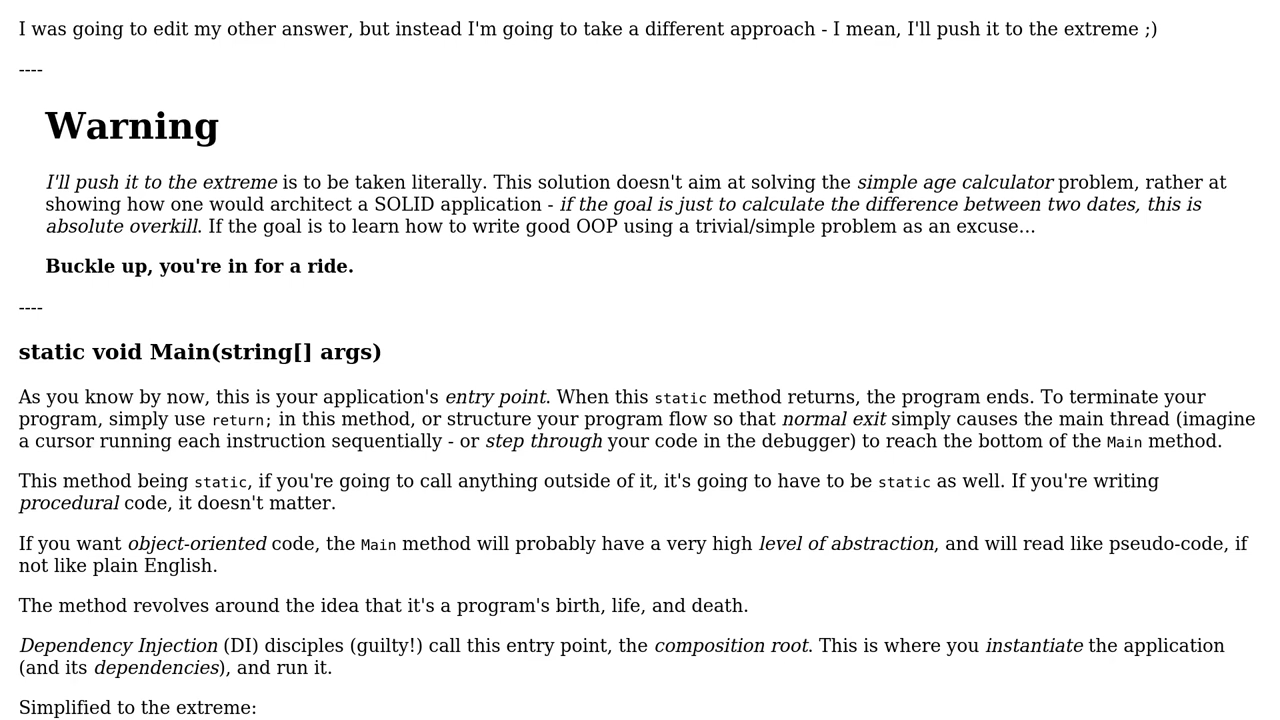 I was going to edit my other answer, but instead I'm going to take a different approach - I mean, I'll push it to the extreme ;)
----
Warning
I'll push it to the extreme is to be taken literally. This solution doesn't aim at solving the simple age calculator problem, rather at
showing how one would architect a SOLID application - if the goal is just to calculate the difference between two dates, this is
absolute overkill. If the goal is to learn how to write good OOP using a trivial/simple problem as an excuse...
Buckle up, you're in for a ride.
----
static void Main(string[] args)
As you know by now, this is your application's entry point. When this static method returns, the program ends. To terminate your
program, simply use return; in this method, or structure your program flow so that normal exit simply causes the main thread (imagine
a cursor running each instruction sequentially - or step through your code in the debugger) to reach the bottom of the Main method.
This method being static, if you're going to call anything outside of it, it's going to have to be static as well. If you're writing
procedural code, it doesn't matter.
If you want object-oriented code, the Main method will probably have a very high level of abstraction, and will read like pseudo-code, if
not like plain English.
The method revolves around the idea that it's a program's birth, life, and death.
Dependency Injection (DI) disciples (guilty!) call this entry point, the composition root. This is where you instantiate the application
(and its dependencies), and run it.
Simplified to the extreme: